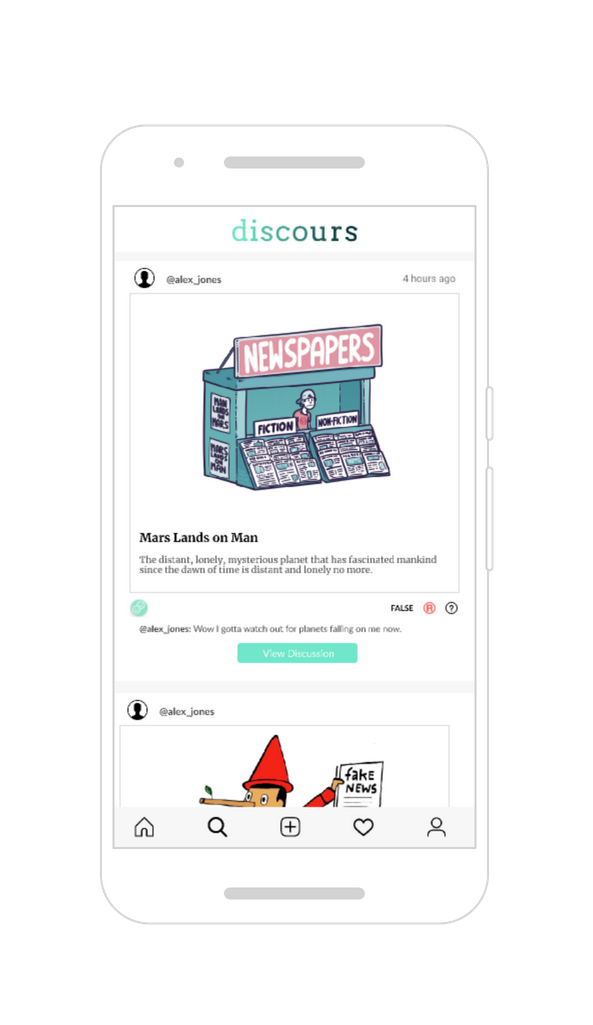 discours
@alex_jones
4 hours ago
NEWSPAPERS
MAN
LANDS
ON
MARS
FICTION
NON-FICTION
MARS
LANDS
ON
MAN
Mars Lands on Man
The distant, lonely, mysterious planet that has fascinated mankind
since the dawn of time is distant and lonely no more.
FALSE R ?
@alex_jones: Wow I gotta watch out for planets falling on me now.
View Discussion
@alex_jones
fake
NEWS